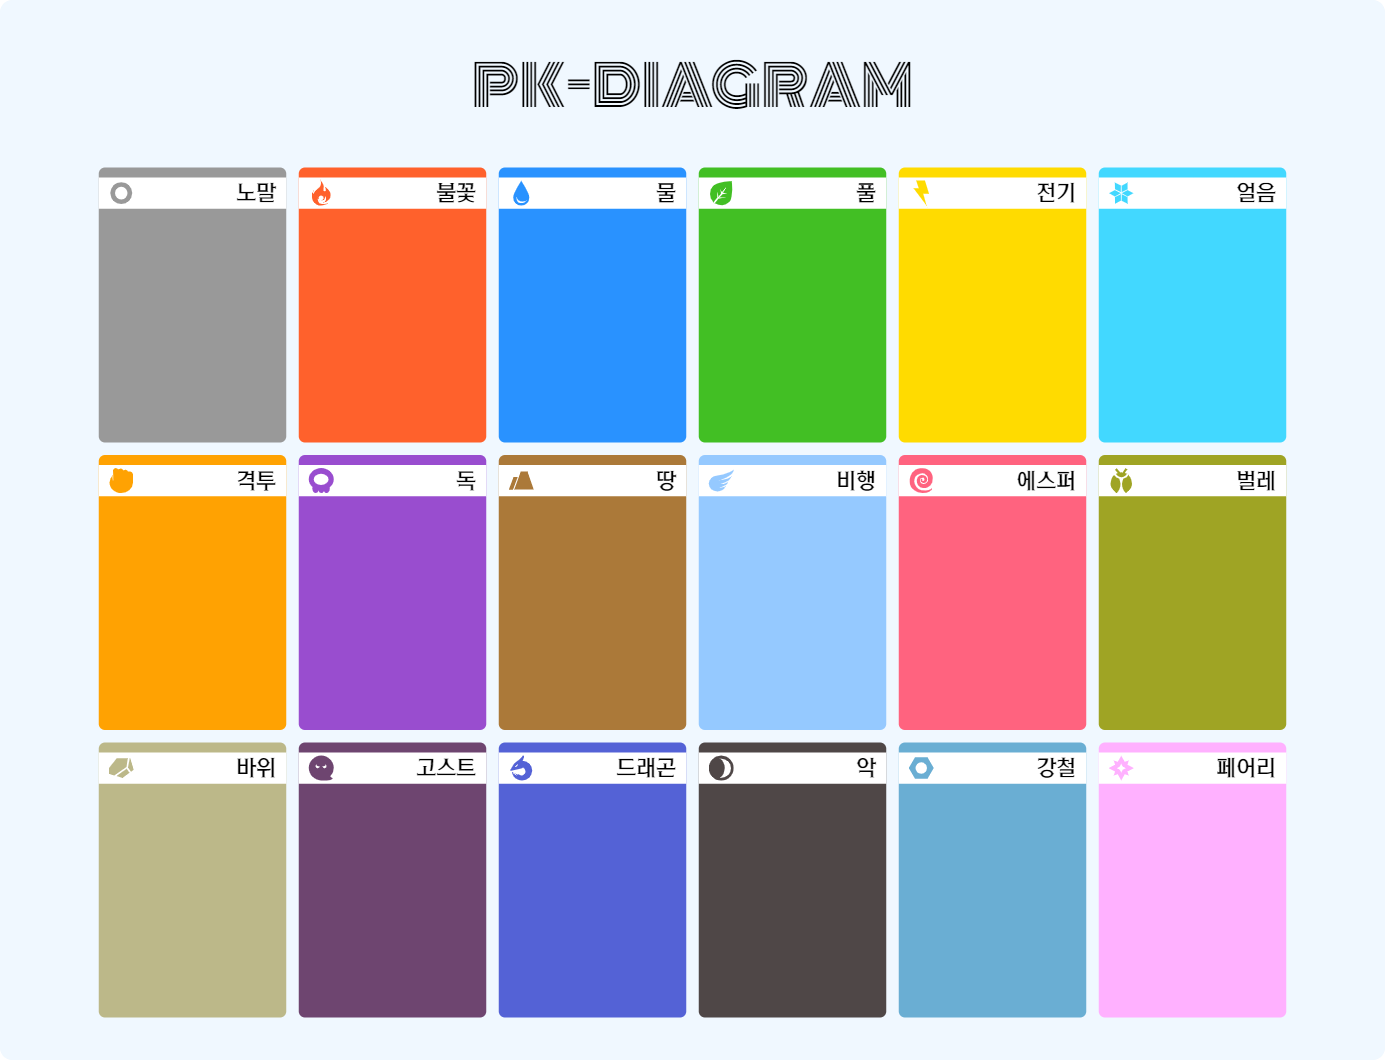 PK-DIAGRAM
노말
불꽃
물
풀
전기
얼음
격투
독
땅
비행
에스퍼
벌레
바위
고스트
드래곤
악
강철
페어리